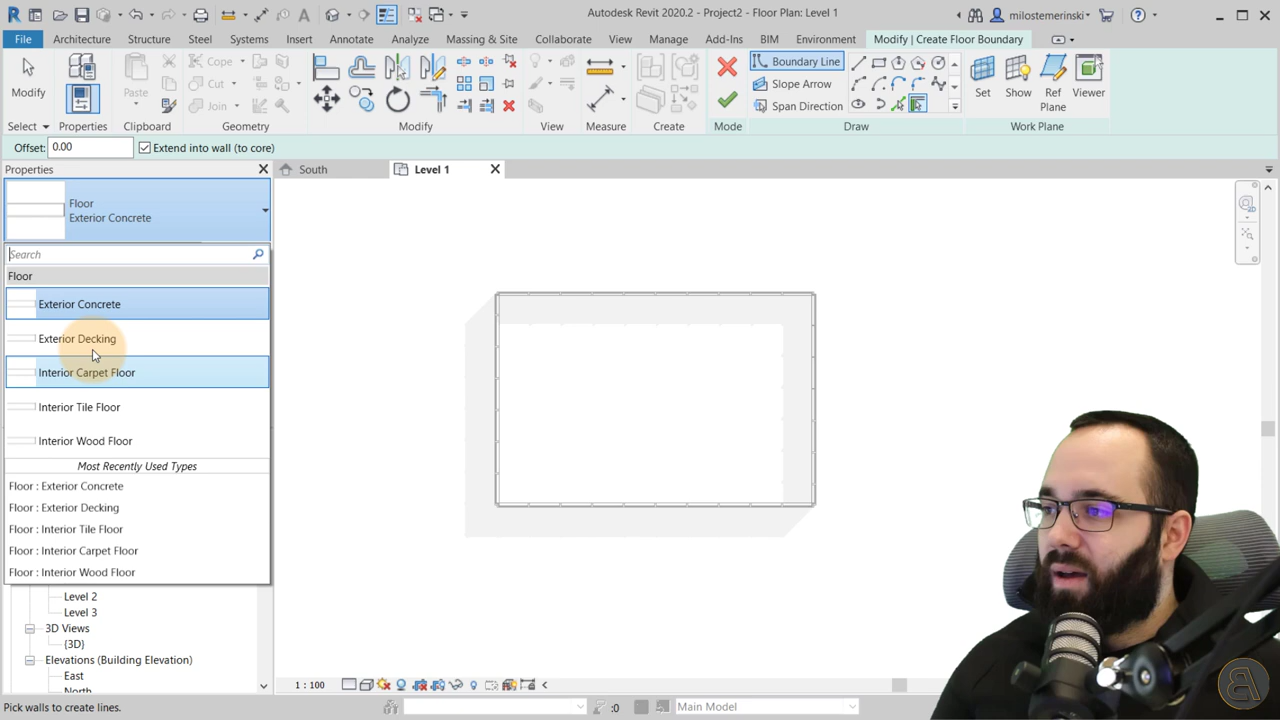 Autodesk Revit 2020.2 - Project2 - Floor Plan: Level 1
milostemerinski
File Architecture Structure Steel Systems Insert Annotate Analyze Massing & Site Collaborate View Manage Add-Ins BIM Environment Modify | Create Floor Boundary
Modify
Paste
Cope
Cut
Join
Boundary Line
Slope Arrow
Span Direction
Set
Show
Ref
Plane
Viewer
Select Properties Clipboard Geometry Modify View Measure Create Mode Draw Work Plane
Offset: 0.00 Extend into wall (to core)
Properties
South
Level 1
Floor
Exterior Concrete
Search
Floor
Exterior Concrete
Exterior Decking
Interior Carpet Floor
Interior Tile Floor
Interior Wood Floor
Most Recently Used Types
Floor : Exterior Concrete
Floor : Exterior Decking
Floor : Interior Tile Floor
Floor : Interior Carpet Floor
Floor : Interior Wood Floor
Level 2
Level 3
3D Views
{3D}
Elevations (Building Elevation)
East
North
1 : 100
Pick walls to create lines.
:0
Main Model